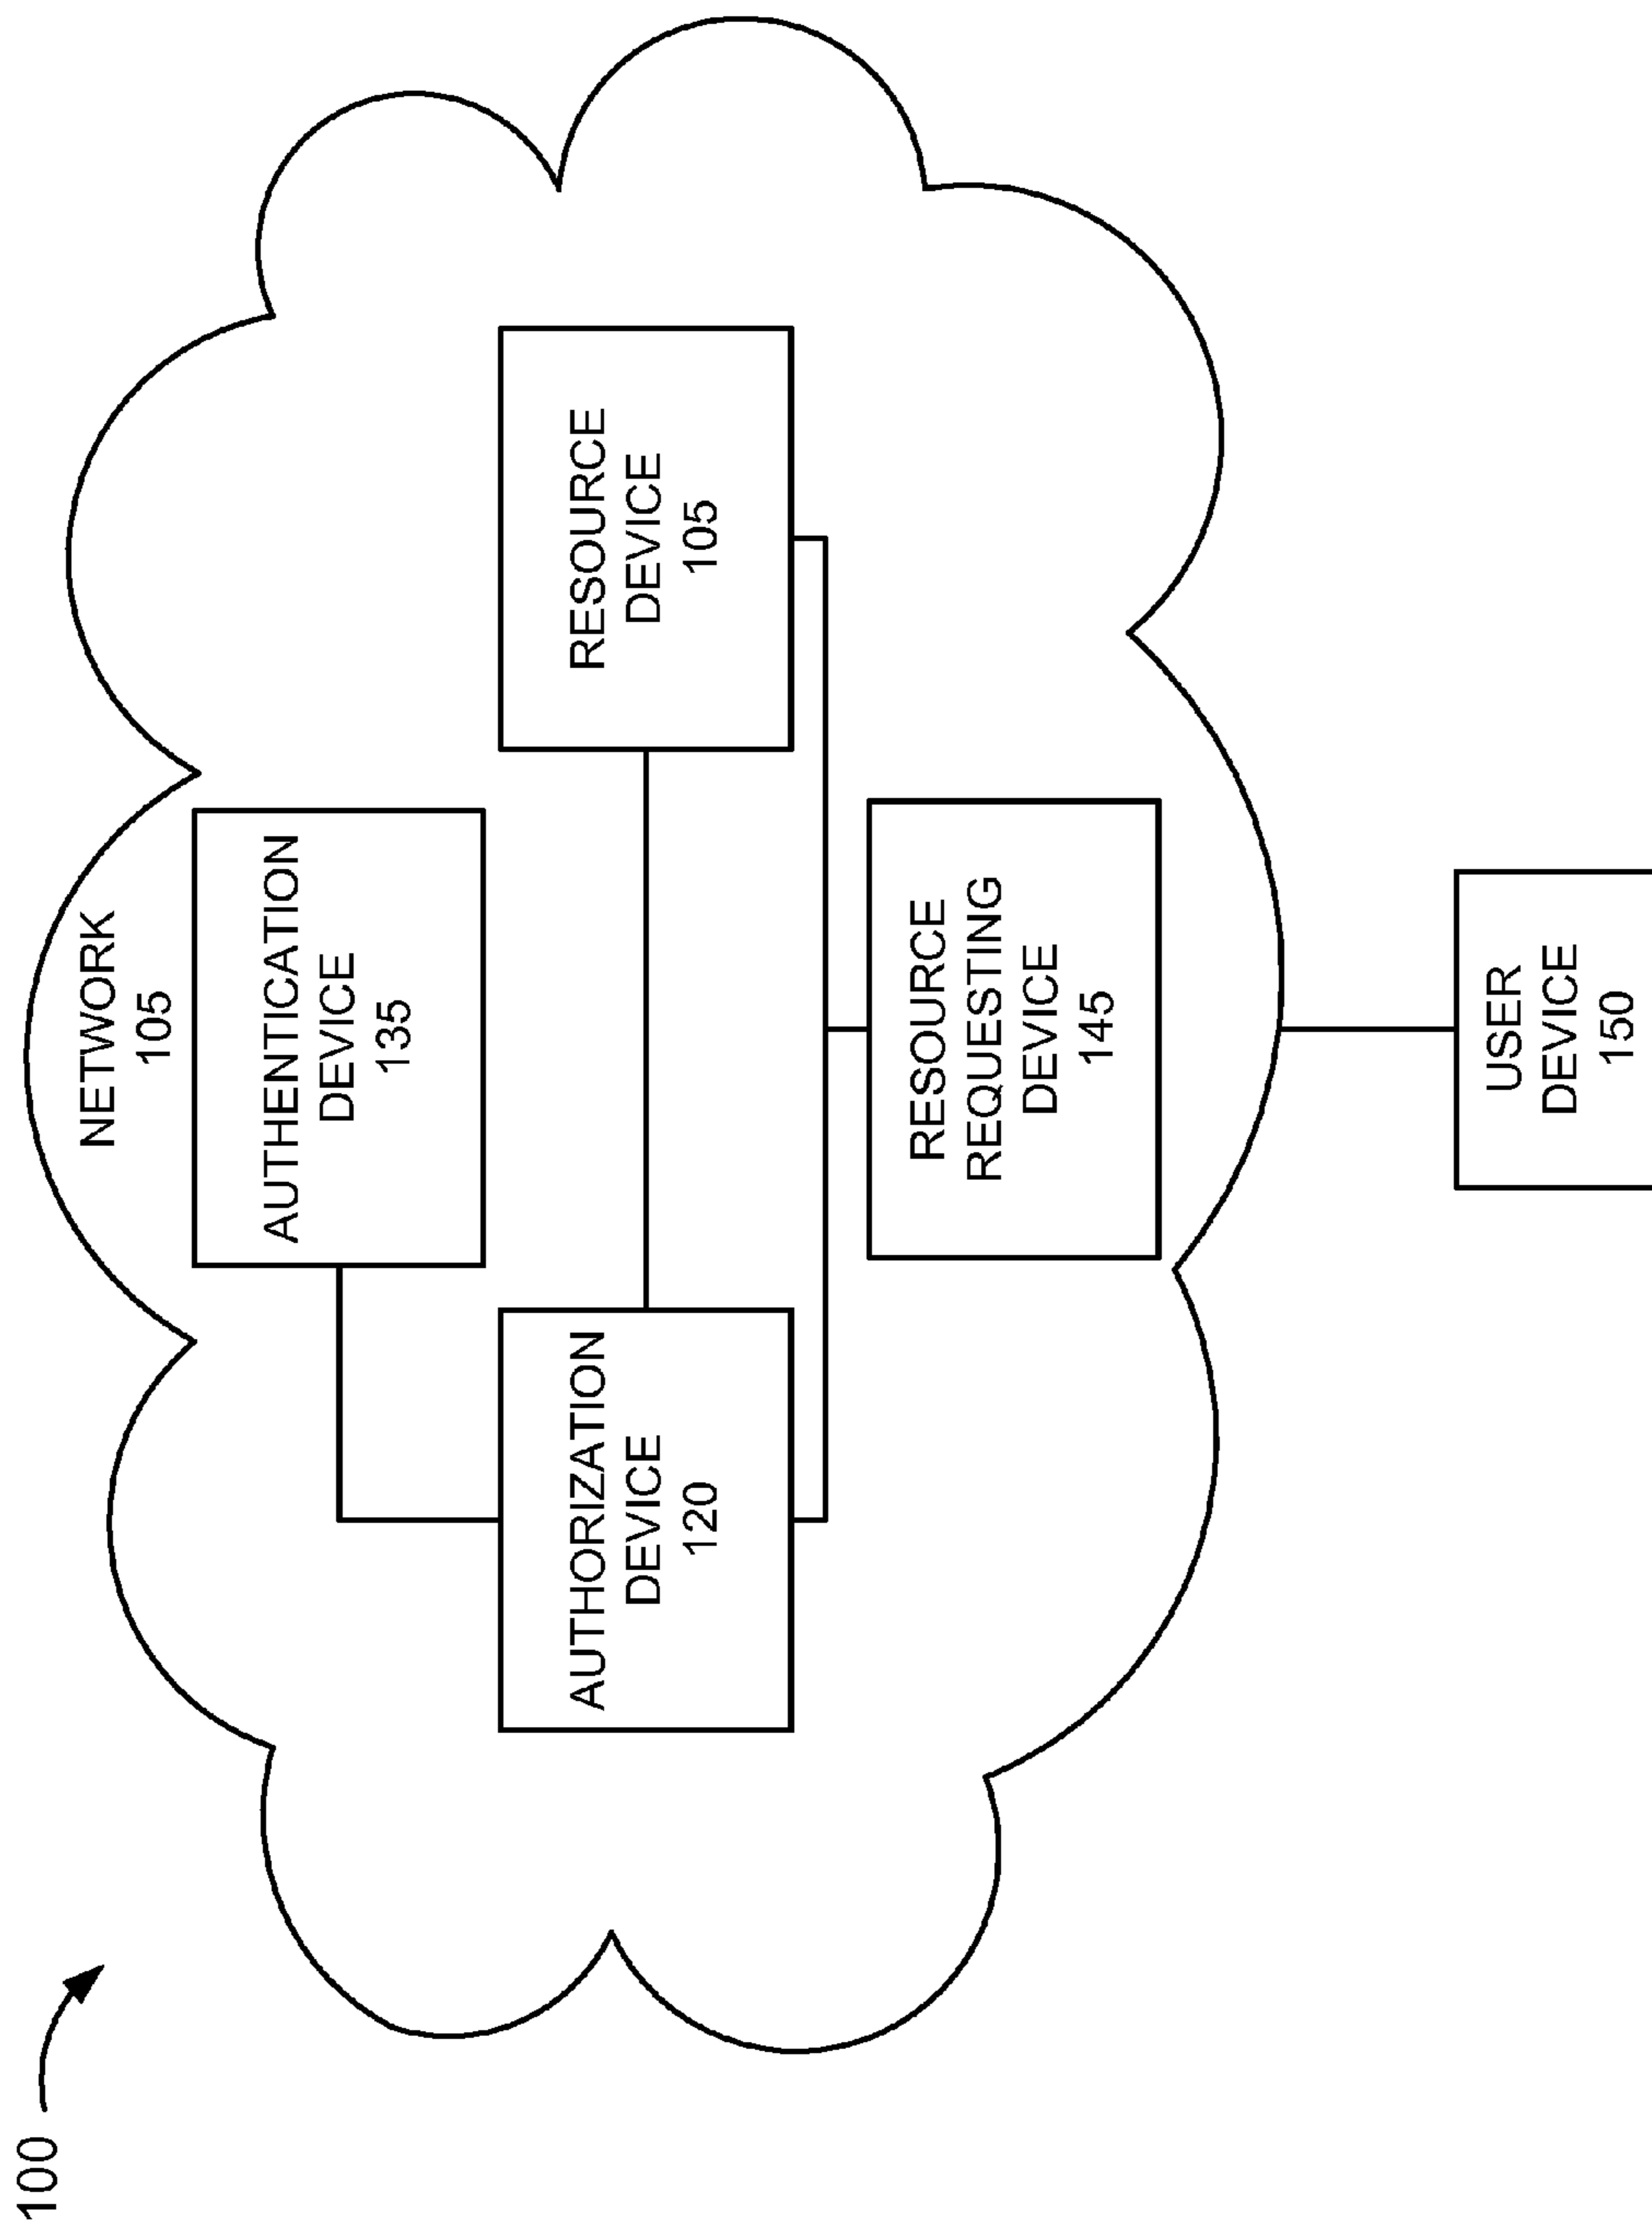 100
NETWORK
105
AUTHENTICATION
DEVICE
135
AUTHORIZATION
DEVICE
120
RESOURCE
DEVICE
105
RESOURCE
REQUESTING
DEVICE
145
USER
DEVICE
150